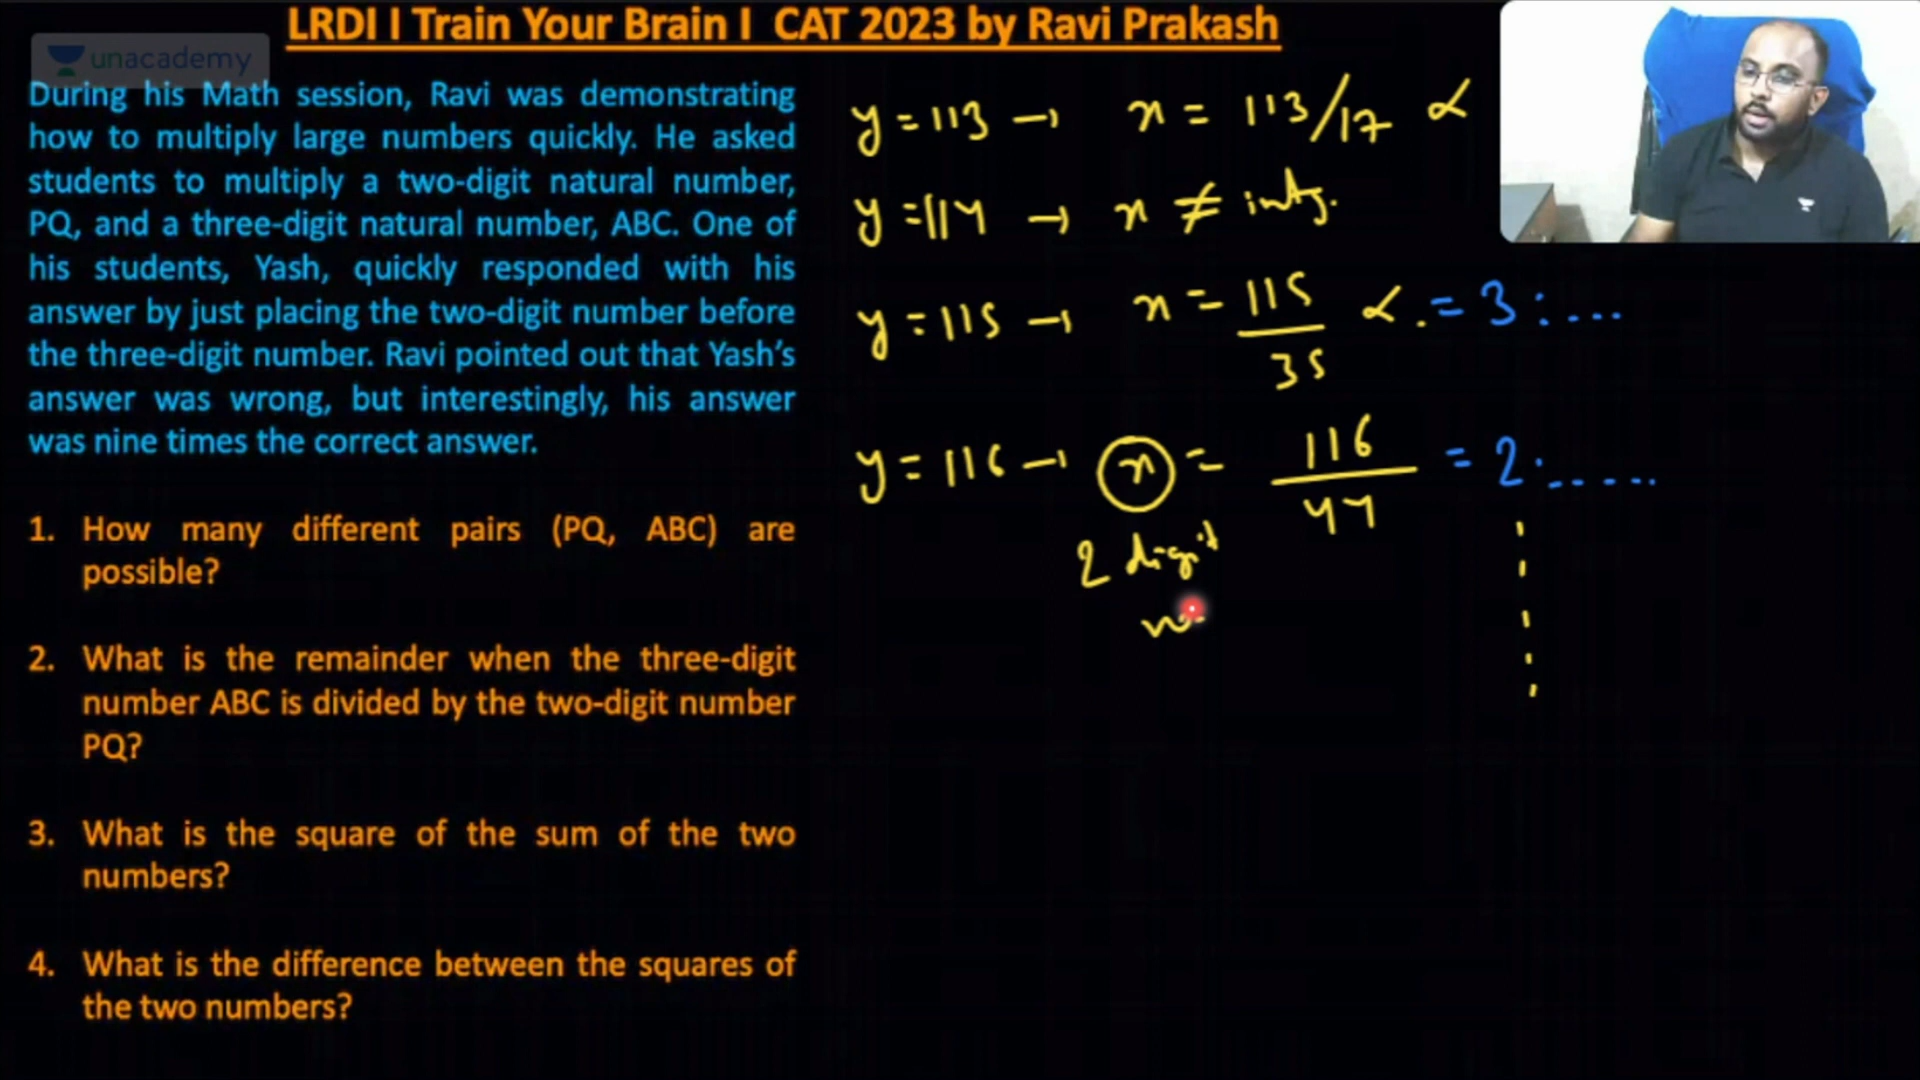 LRDI I Train Your Brain I CAT 2023 by Ravi Prakash
unacademy
During his Math session, Ravi was demonstrating
how to multiply large numbers quickly. He asked
students to multiply a two-digit natural number,
PQ, and a three-digit natural number, ABC. One of
his students, Yash, quickly responded with his
answer by just placing the two-digit number before
the three-digit number. Ravi pointed out that Yash's
answer was wrong, but interestingly, his answer
was nine times the correct answer.
1. How many different pairs (PQ, ABC) are
possible?
2. What is the remainder when the three-digit
number ABC is divided by the two-digit number
PQ?
3. What is the square of the sum of the two
numbers?
4. What is the difference between the squares of
the two numbers?
y = 113 → x = 113/17 ×
y = 114 → x ≠ intg.
y = 115 → x = 115/35 × . = 3 . ...
y = 116 → x = 116/44 = 2 . .....
2 digit